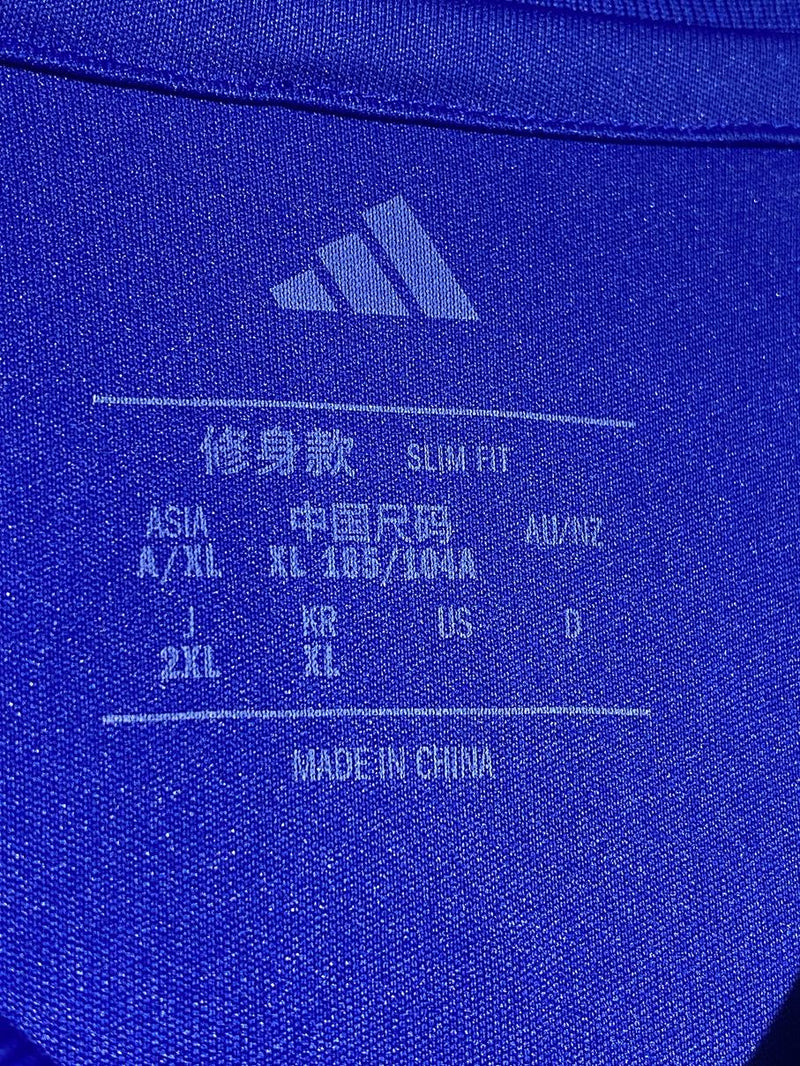 修身款 SLIM FIT
ASIA 中国尺码 AU/NZ
A/XL XL 185/104A
J KR US D
2XL XL
MADE IN CHINA